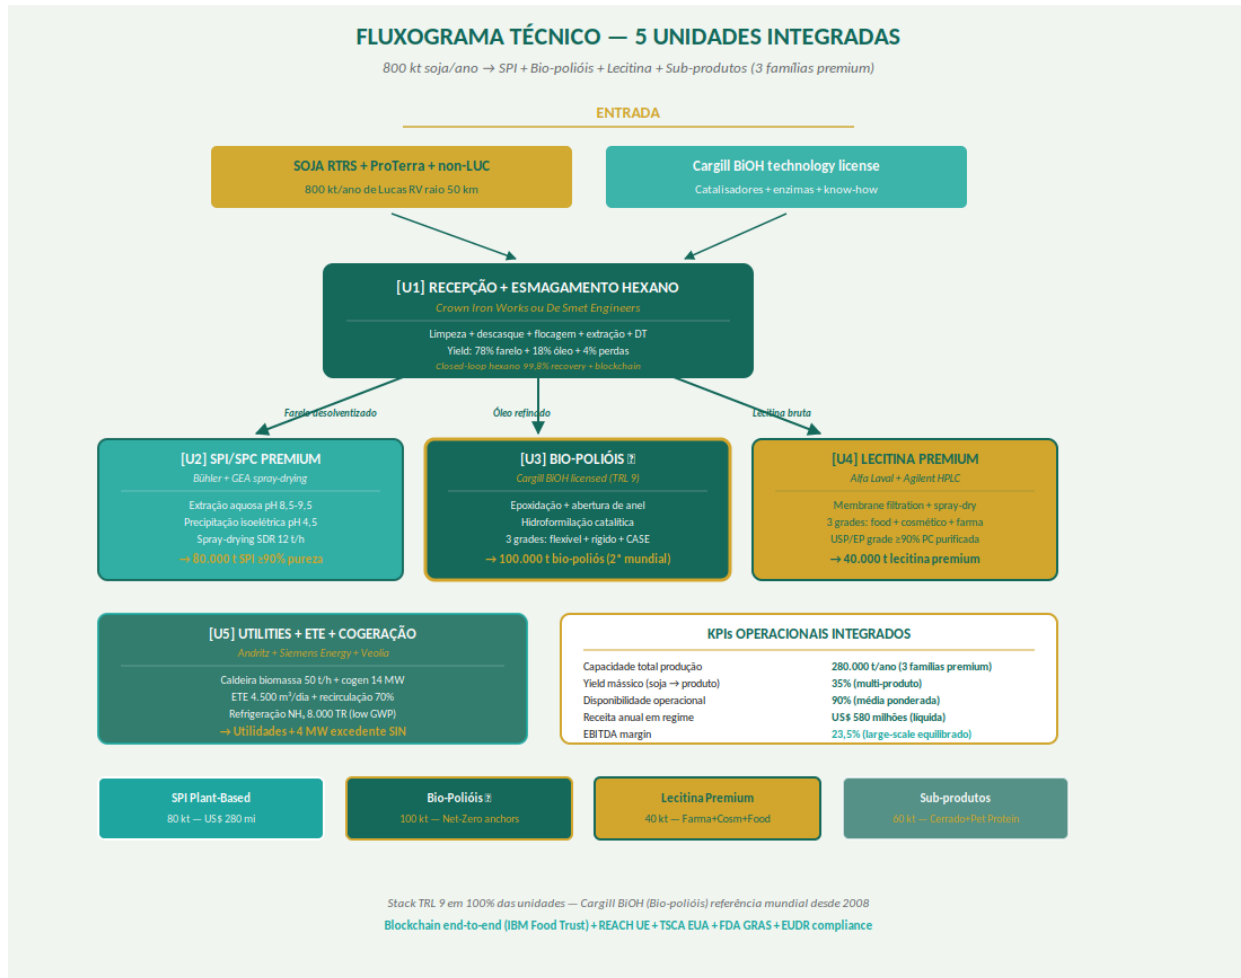 FLUXOGRAMA TÉCNICO — 5 UNIDADES INTEGRADAS
800 kt soja/ano → SPI + Bio-polióis + Lecitina + Sub-produtos (3 famílias premium)
ENTRADA
SOJA RTRS + ProTerra + non-LUC
800 kt/ano de Lucas RV raio 50 km
Cargill BiOH technology license
Catalisadores + enzimas + know-how
[U1] RECEPÇÃO + ESMAGAMENTO HEXANO
Crown Iron Works ou De Smet Engineers
Limpeza + descasque + flocagem + extração + DT
Yield: 78% farelo + 18% óleo + 4% perdas
Closed-loop hexano 99,8% recovery + blockchain
Farelo desolventizado
Óleo refinado
Lecitina bruta
[U2] SPI/SPC PREMIUM
Bühler + GEA spray-drying
Extração aquosa pH 8,5-9,5
Precipitação isoelétrica pH 4,5
Spray-drying SDR 12 t/h
→ 80.000 t SPI ≥90% pureza
[U3] BIO-POLIÓIS
Cargill BiOH licensed (TRL 9)
Epoxidação + abertura de anel
Hidroformilação catalítica
3 grades: flexível + rígido + CASE
→ 100.000 t bio-poliós (2° mundial)
[U4] LECITINA PREMIUM
Alfa Laval + Agilent HPLC
Membrane filtration + spray-dry
3 grades: food + cosmético + farma
USP/EP grade ≥90% PC purificada
→ 40.000 t lecitina premium
[U5] UTILITIES + ETE + COGERAÇÃO
Andritz + Siemens Energy + Veolia
Caldeira biomassa 50 t/h + cogen 14 MW
ETE 4.500 m³/dia + recirculação 70%
Refrigeração NH₃ 8.000 TR (low GWP)
→ Utilidades + 4 MW excedente SIN
KPIs OPERACIONAIS INTEGRADOS
Capacidade total produção 280.000 t/ano (3 famílias premium)
Yield mássico (soja → produto) 35% (multi-produto)
Disponibilidade operacional 90% (média ponderada)
Receita anual em regime US$ 580 milhões (líquida)
EBITDA margin 23,5% (large-scale equilibrado)
SPI Plant-Based
80 kt — US$ 280 mi
Bio-Polióis
100 kt — Net-Zero anchors
Lecitina Premium
40 kt — Farma+Cosm+Food
Sub-produtos
60 kt — Cerrado+Pet Protein
Stack TRL 9 em 100% das unidades — Cargill BiOH (Bio-polióis) referência mundial desde 2008
Blockchain end-to-end (IBM Food Trust) + REACH UE + TSCA EUA + FDA GRAS + EUDR compliance